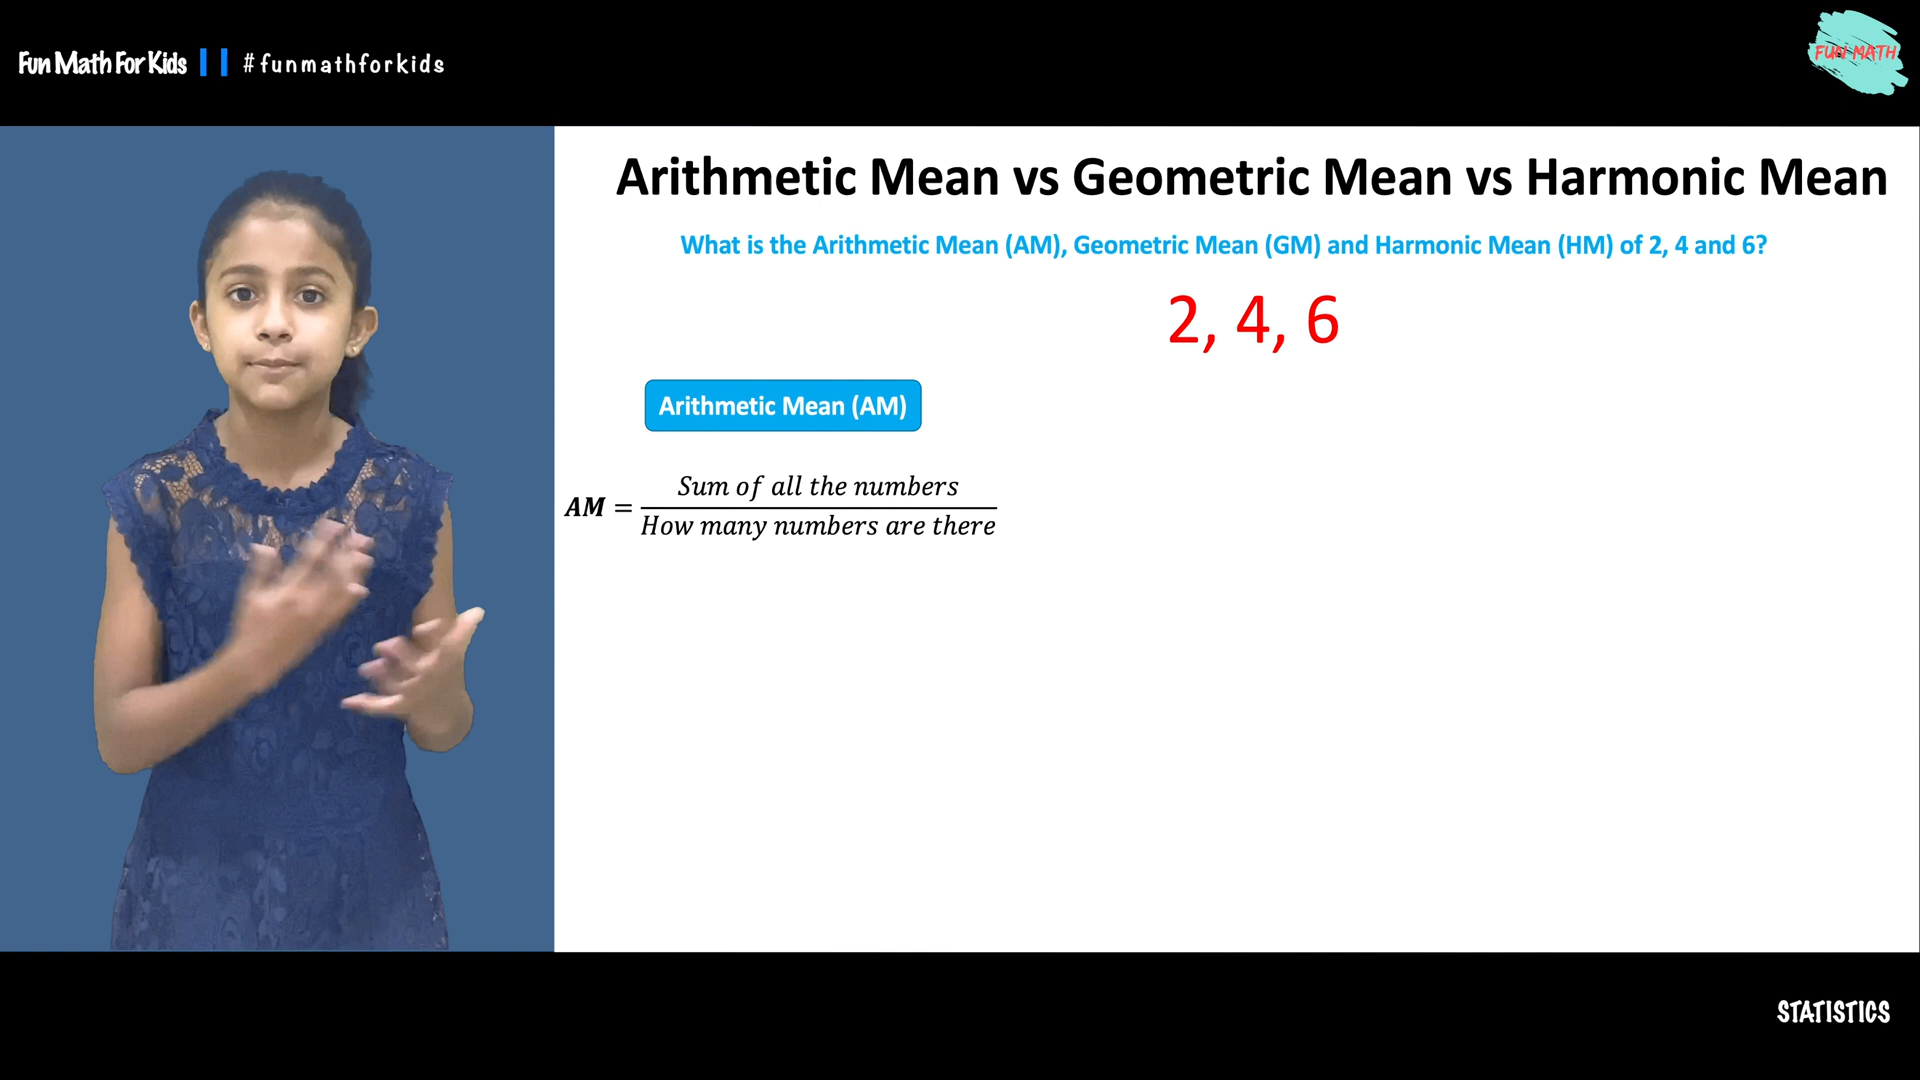 Fun Math For Kids || #funmathforkids
FUN MATH
Arithmetic Mean vs Geometric Mean vs Harmonic Mean
What is the Arithmetic Mean (AM), Geometric Mean (GM) and Harmonic Mean (HM) of 2, 4 and 6?
2, 4, 6
Arithmetic Mean (AM)
Sum of all the numbers
AM =
How many numbers are there
STATISTICS